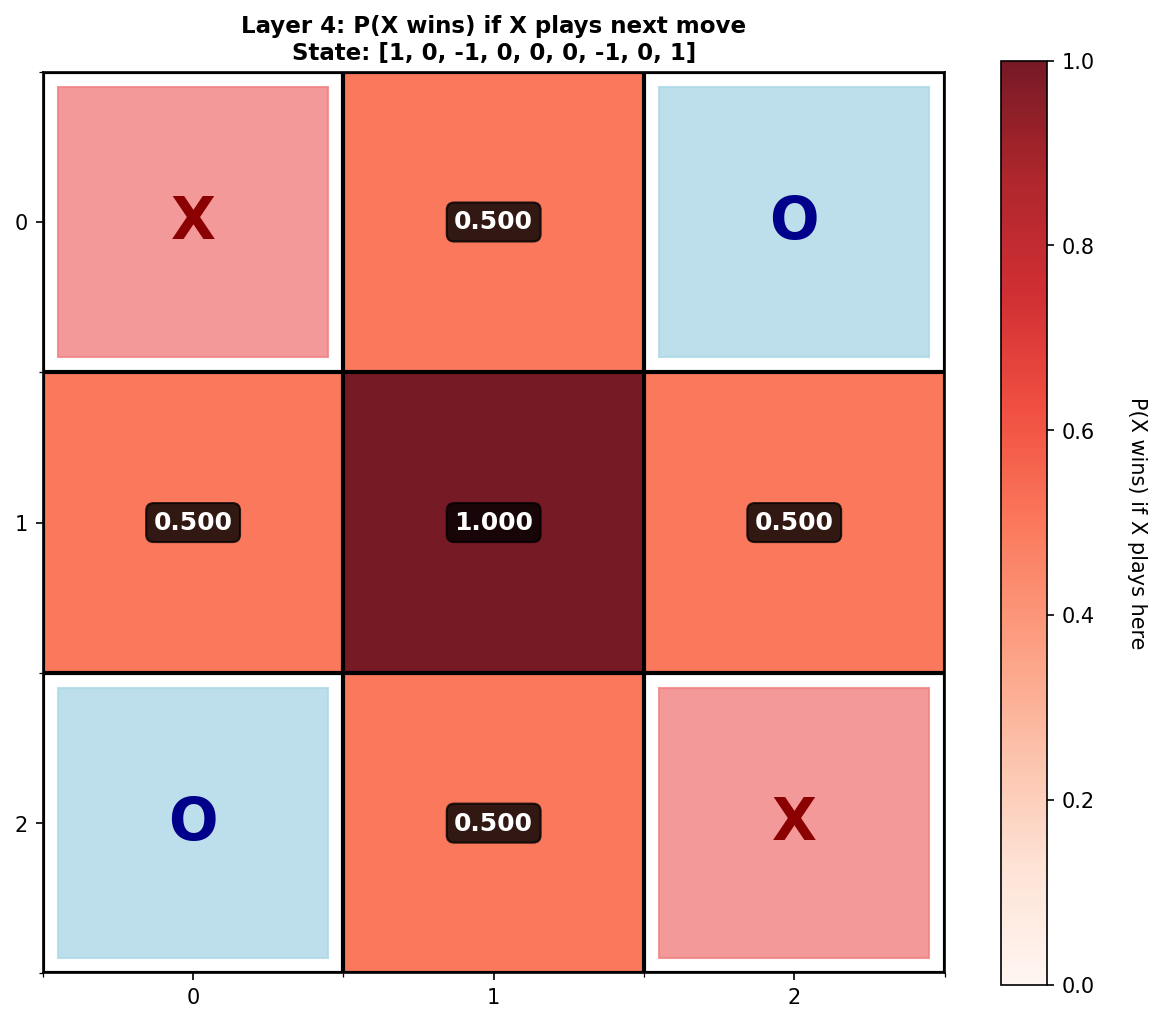 Layer 4: P(X wins) if X plays next move
State: [1, 0, -1, 0, 0, 0, -1, 0, 1]
X
0.500
O
0.500
1.000
0.500
O
0.500
X
0
1
2
0
1
2
1.0
0.8
0.6
0.4
0.2
0.0
P(X wins) if X plays here